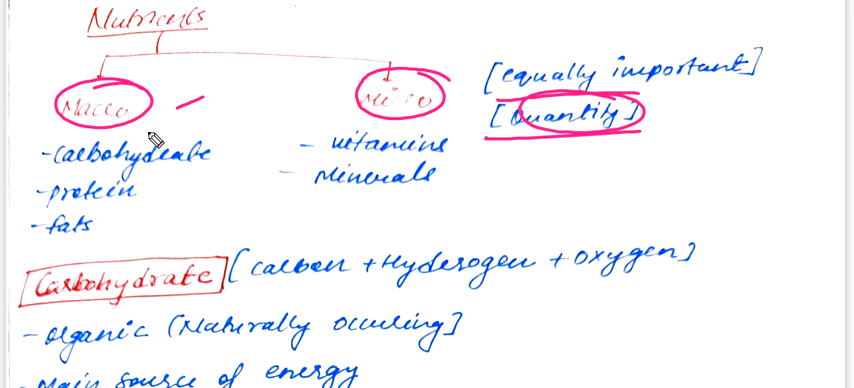 Nutrients
Macro
Micro
[equally important]
[Quantity]
- Carbohydrate
- protein
- fats
- vitamins
- Minerals
Carbohydrate [Carbon + Hyderogen + Oxygen]
- Organic (Naturally occuring]
- Main source of energy